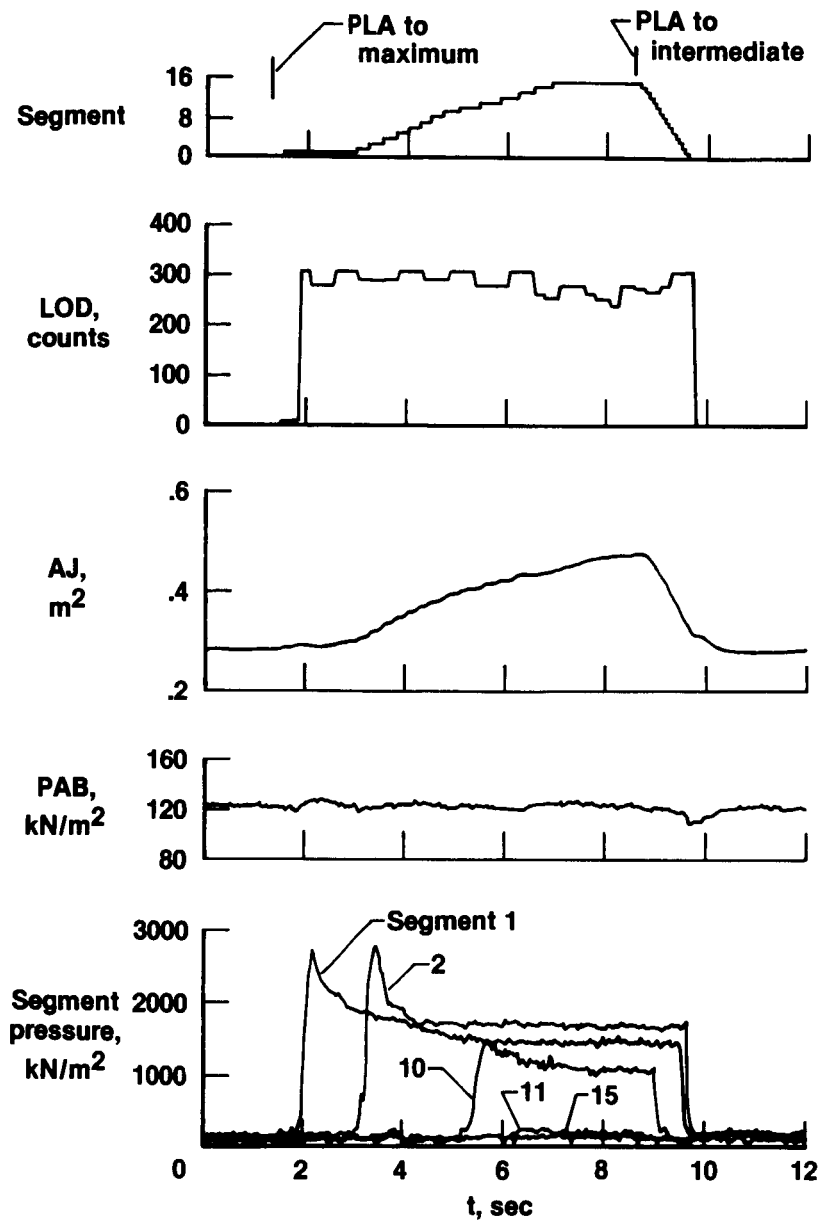 PLA to
maximum
PLA to
intermediate
Segment
16
8
0
LOD,
counts
400
300
200
100
0
AJ,
m2
.6
.4
.2
PAB,
kN/m2
160
120
80
Segment
pressure,
kN/m2
3000
2000
1000
0
Segment 1
2
10
11
15
2
4
6
8
10
12
t, sec